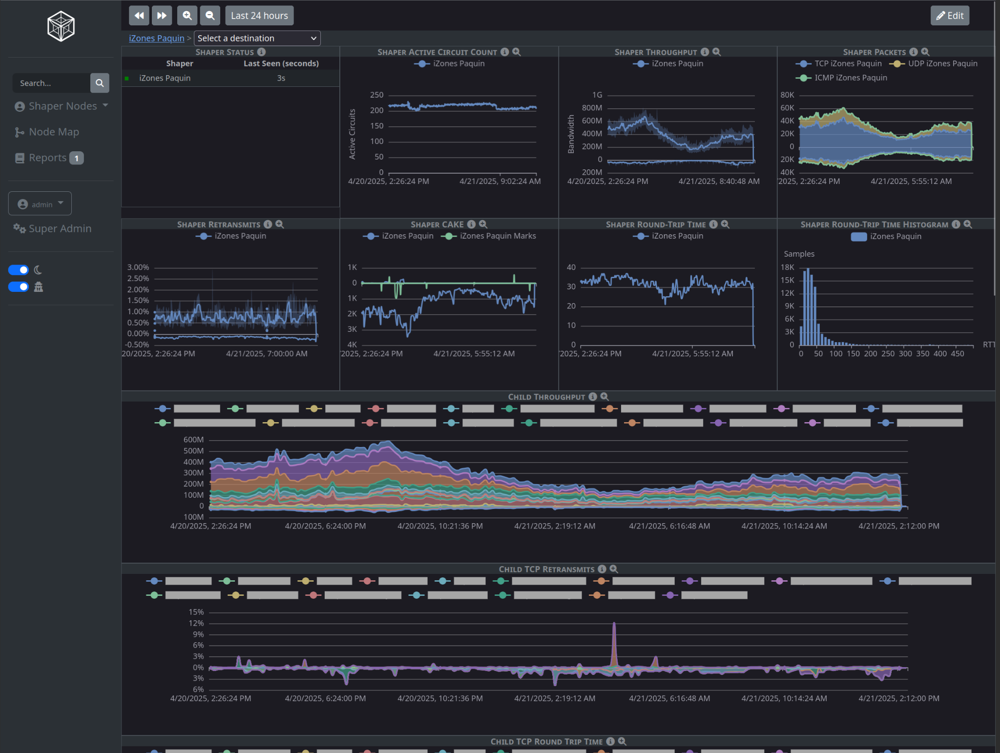 Last 24 hours
Edit
iZones Paquin > Select a destination
Search...
Shaper Nodes
Node Map
Reports 1
admin
Super Admin
SHAPER STATUS
Shaper Last Seen (seconds)
iZones Paquin 3s
SHAPER ACTIVE CIRCUIT COUNT
iZones Paquin
Active Circuits
250
200
150
100
50
0
4/20/2025, 2:26:24 PM 4/21/2025, 9:02:24 AM
SHAPER THROUGHPUT
iZones Paquin
Bandwidth
1G
800M
600M
400M
200M
0
200M
4/20/2025, 2:26:24 PM 4/21/2025, 8:40:48 AM
SHAPER PACKETS
TCP iZones Paquin UDP iZones Paquin
ICMP iZones Paquin
80K
60K
40K
20K
0
20K
40K
2025, 2:26:24 PM 4/21/2025, 5:55:12 AM
SHAPER RETRANSMITS
iZones Paquin
3.00%
2.50%
2.00%
1.50%
1.00%
0.50%
0.00%
-0.50%
20/2025, 2:26:24 PM 4/21/2025, 7:00:00 AM
SHAPER CAKE
iZones Paquin iZones Paquin Marks
1K
0
1K
2K
3K
4K
2025, 2:26:24 PM 4/21/2025, 5:55:12 AM
SHAPER ROUND-TRIP TIME
iZones Paquin
40
30
20
10
0
2025, 2:26:24 PM 4/21/2025, 5:55:12 AM
SHAPER ROUND-TRIP TIME HISTOGRAM
iZones Paquin
Samples
18K
15K
12K
9K
6K
3K
0
RTT
0 50 100 150 200 250 300 350 400 450
CHILD THROUGHPUT
600M
500M
400M
300M
200M
100M
0
100M
4/20/2025, 2:26:24 PM 4/20/2025, 6:24:00 PM 4/20/2025, 10:21:36 PM 4/21/2025, 2:19:12 AM 4/21/2025, 6:16:48 AM 4/21/2025, 10:14:24 AM 4/21/2025, 2:12:00 PM
CHILD TCP RETRANSMITS
15%
12%
9%
6%
3%
0%
3%
6%
4/20/2025, 2:26:24 PM 4/20/2025, 6:24:00 PM 4/20/2025, 10:21:36 PM 4/21/2025, 2:19:12 AM 4/21/2025, 6:16:48 AM 4/21/2025, 10:14:24 AM 4/21/2025, 2:12:00 PM
CHILD TCP ROUND TRIP TIME